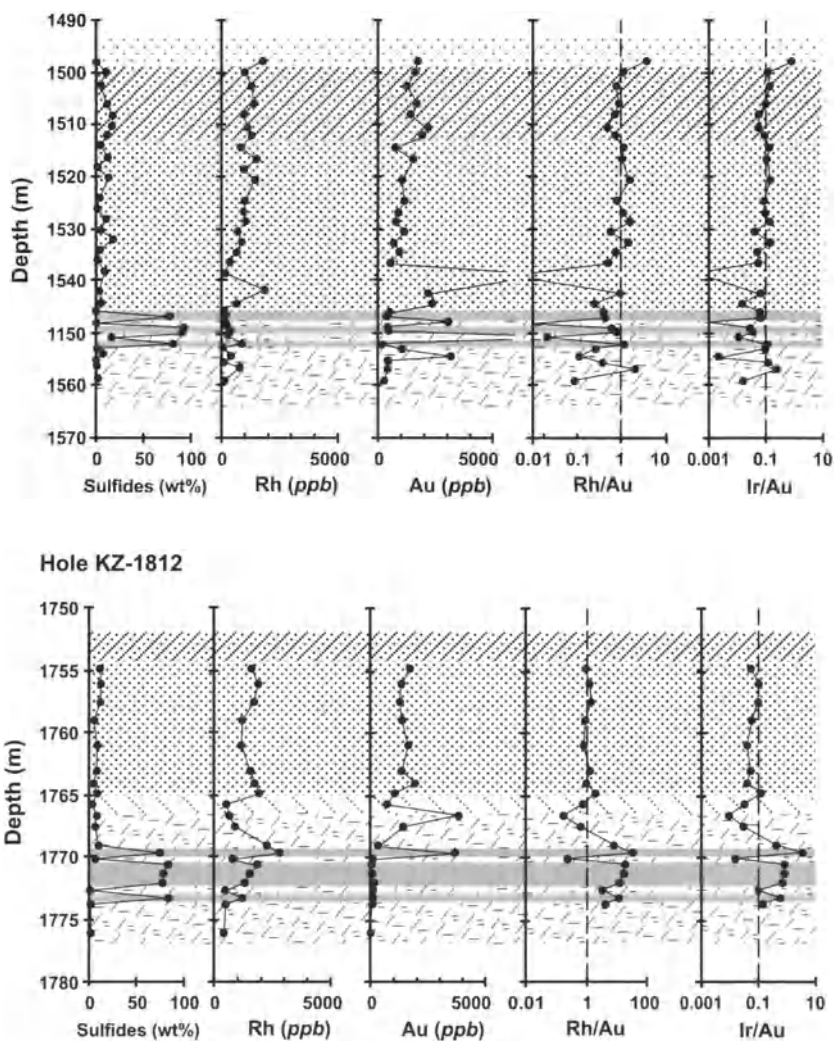 1490
1500
1510
1520
1530
1540
1150
1560
1570
Depth (m)
0 50 100 0 5000 0 5000 0.01 0.1 1 10 0.001 0.1 10
Sulfides (wt%) Rh (ppb) Au (ppb) Rh/Au Ir/Au
Hole KZ-1812
1750
1755
1760
1765
1770
1775
1780
Depth (m)
0 50 100 0 5000 0 5000 0.01 1 100 0.001 0.1 10
Sulfides (wt%) Rh (ppb) Au (ppb) Rh/Au Ir/Au